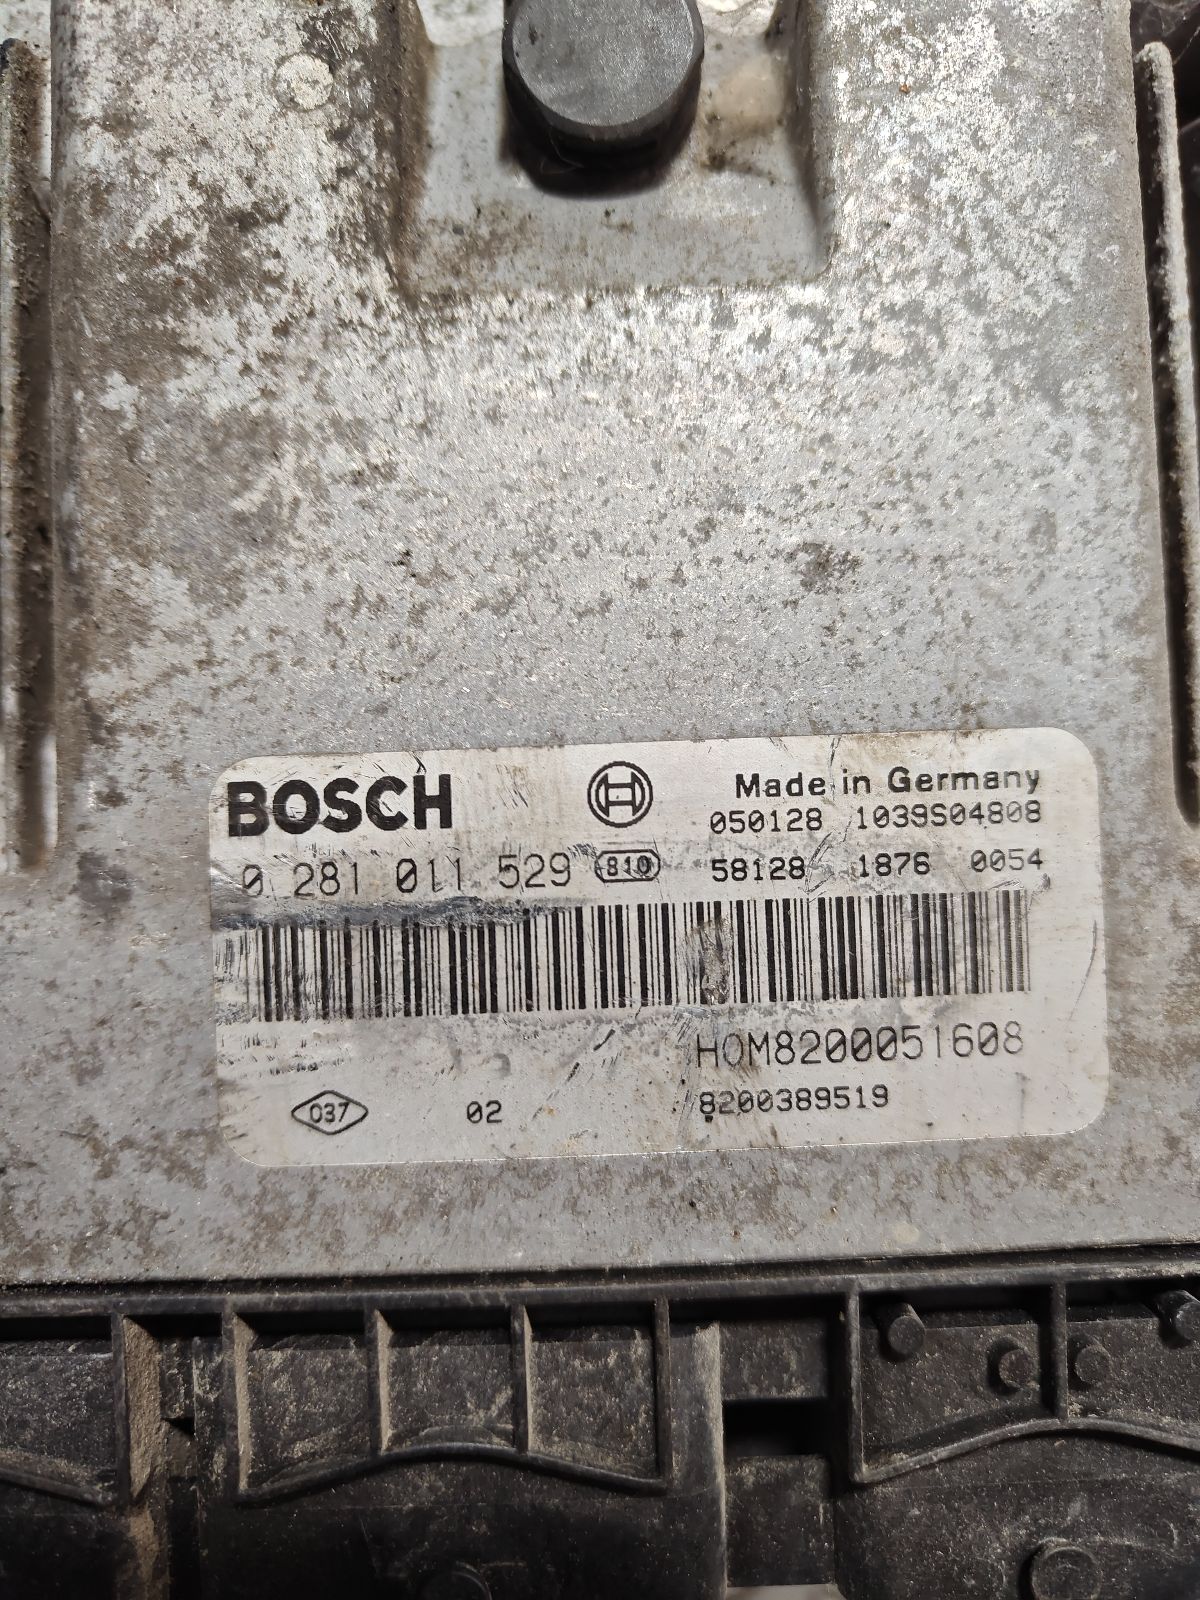 BOSCH
Made in Germany
050128 1039S04808
0 281 011 529 810
58128 1876 0054
HOM8200051608
037 02 8200389519